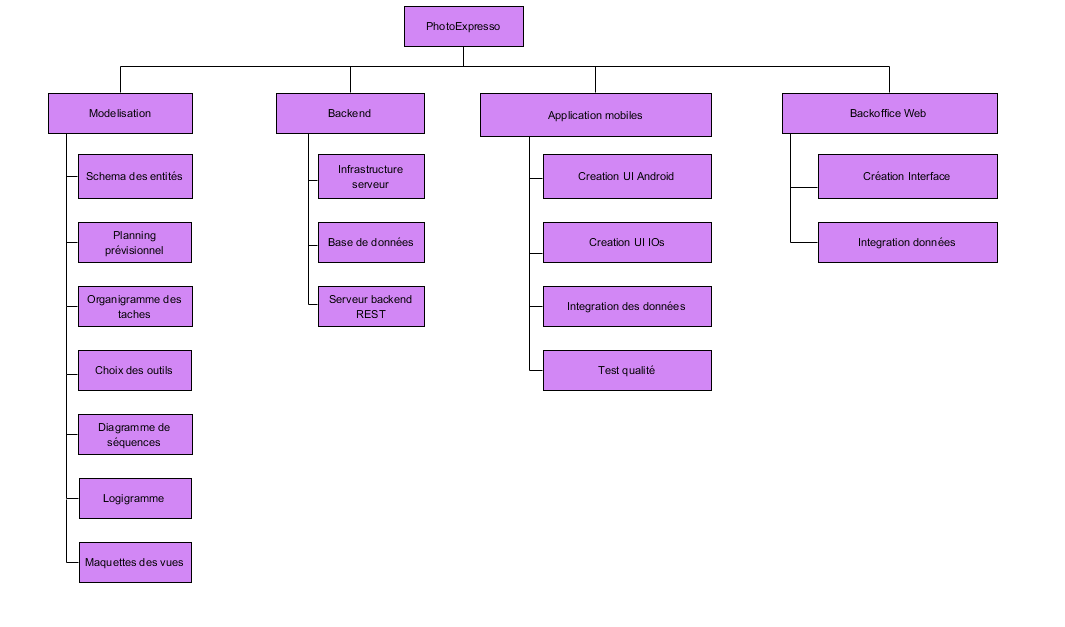 PhotoExpresso
Modelisation
Backend
Application mobiles
Backoffice Web
Schema des entités
Planning
prévisionnel
Organigramme des
taches
Choix des outils
Diagramme de
séquences
Logigramme
Maquettes des vues
Infrastructure
serveur
Base de données
Serveur backend
REST
Creation UI Android
Creation UI IOs
Integration des données
Test qualité
Création Interface
Integration données